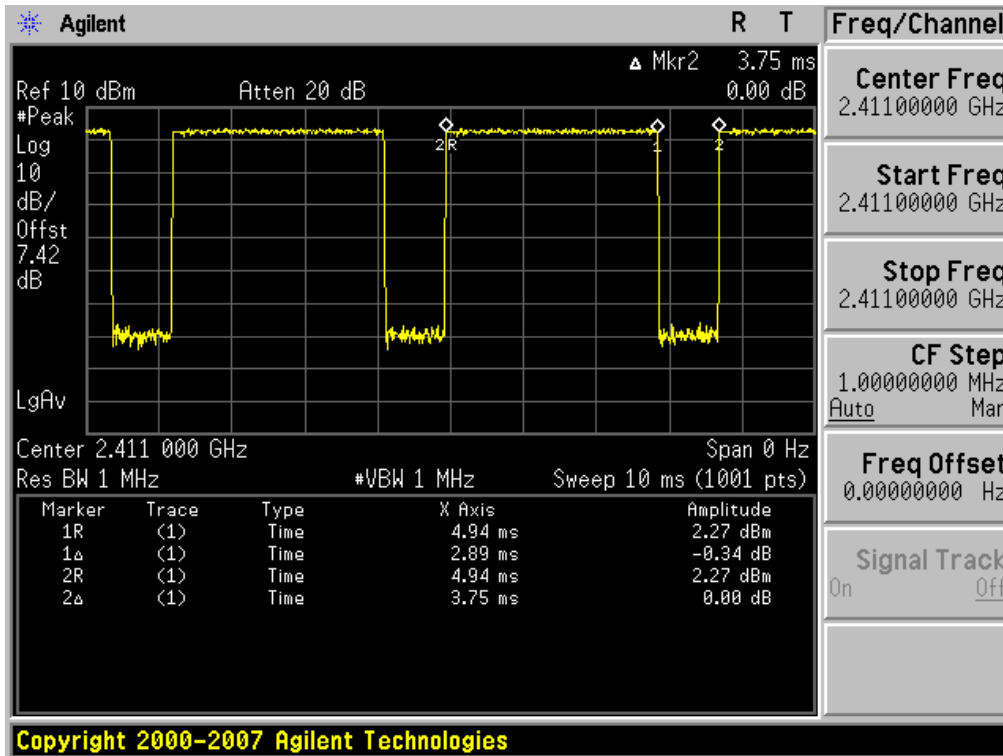 Agilent
R T
Freq/Channel
▵ Mkr2 3.75 ms
Ref 10 dBm Atten 20 dB 0.00 dB
#Peak
Log
10
dB/
Offst
7.42
dB
LgAv
2R
1
2
Center 2.411 000 GHz Span 0 Hz
Res BW 1 MHz #VBW 1 MHz Sweep 10 ms (1001 pts)
Marker Trace Type X Axis Amplitude
1R (1) Time 4.94 ms 2.27 dBm
1▵ (1) Time 2.89 ms -0.34 dB
2R (1) Time 4.94 ms 2.27 dBm
2▵ (1) Time 3.75 ms 0.00 dB
Center Freq
2.41100000 GHz
Start Freq
2.41100000 GHz
Stop Freq
2.41100000 GHz
CF Step
1.00000000 MHz
Auto Man
Freq Offset
0.00000000 Hz
Signal Track
On Off
Copyright 2000-2007 Agilent Technologies